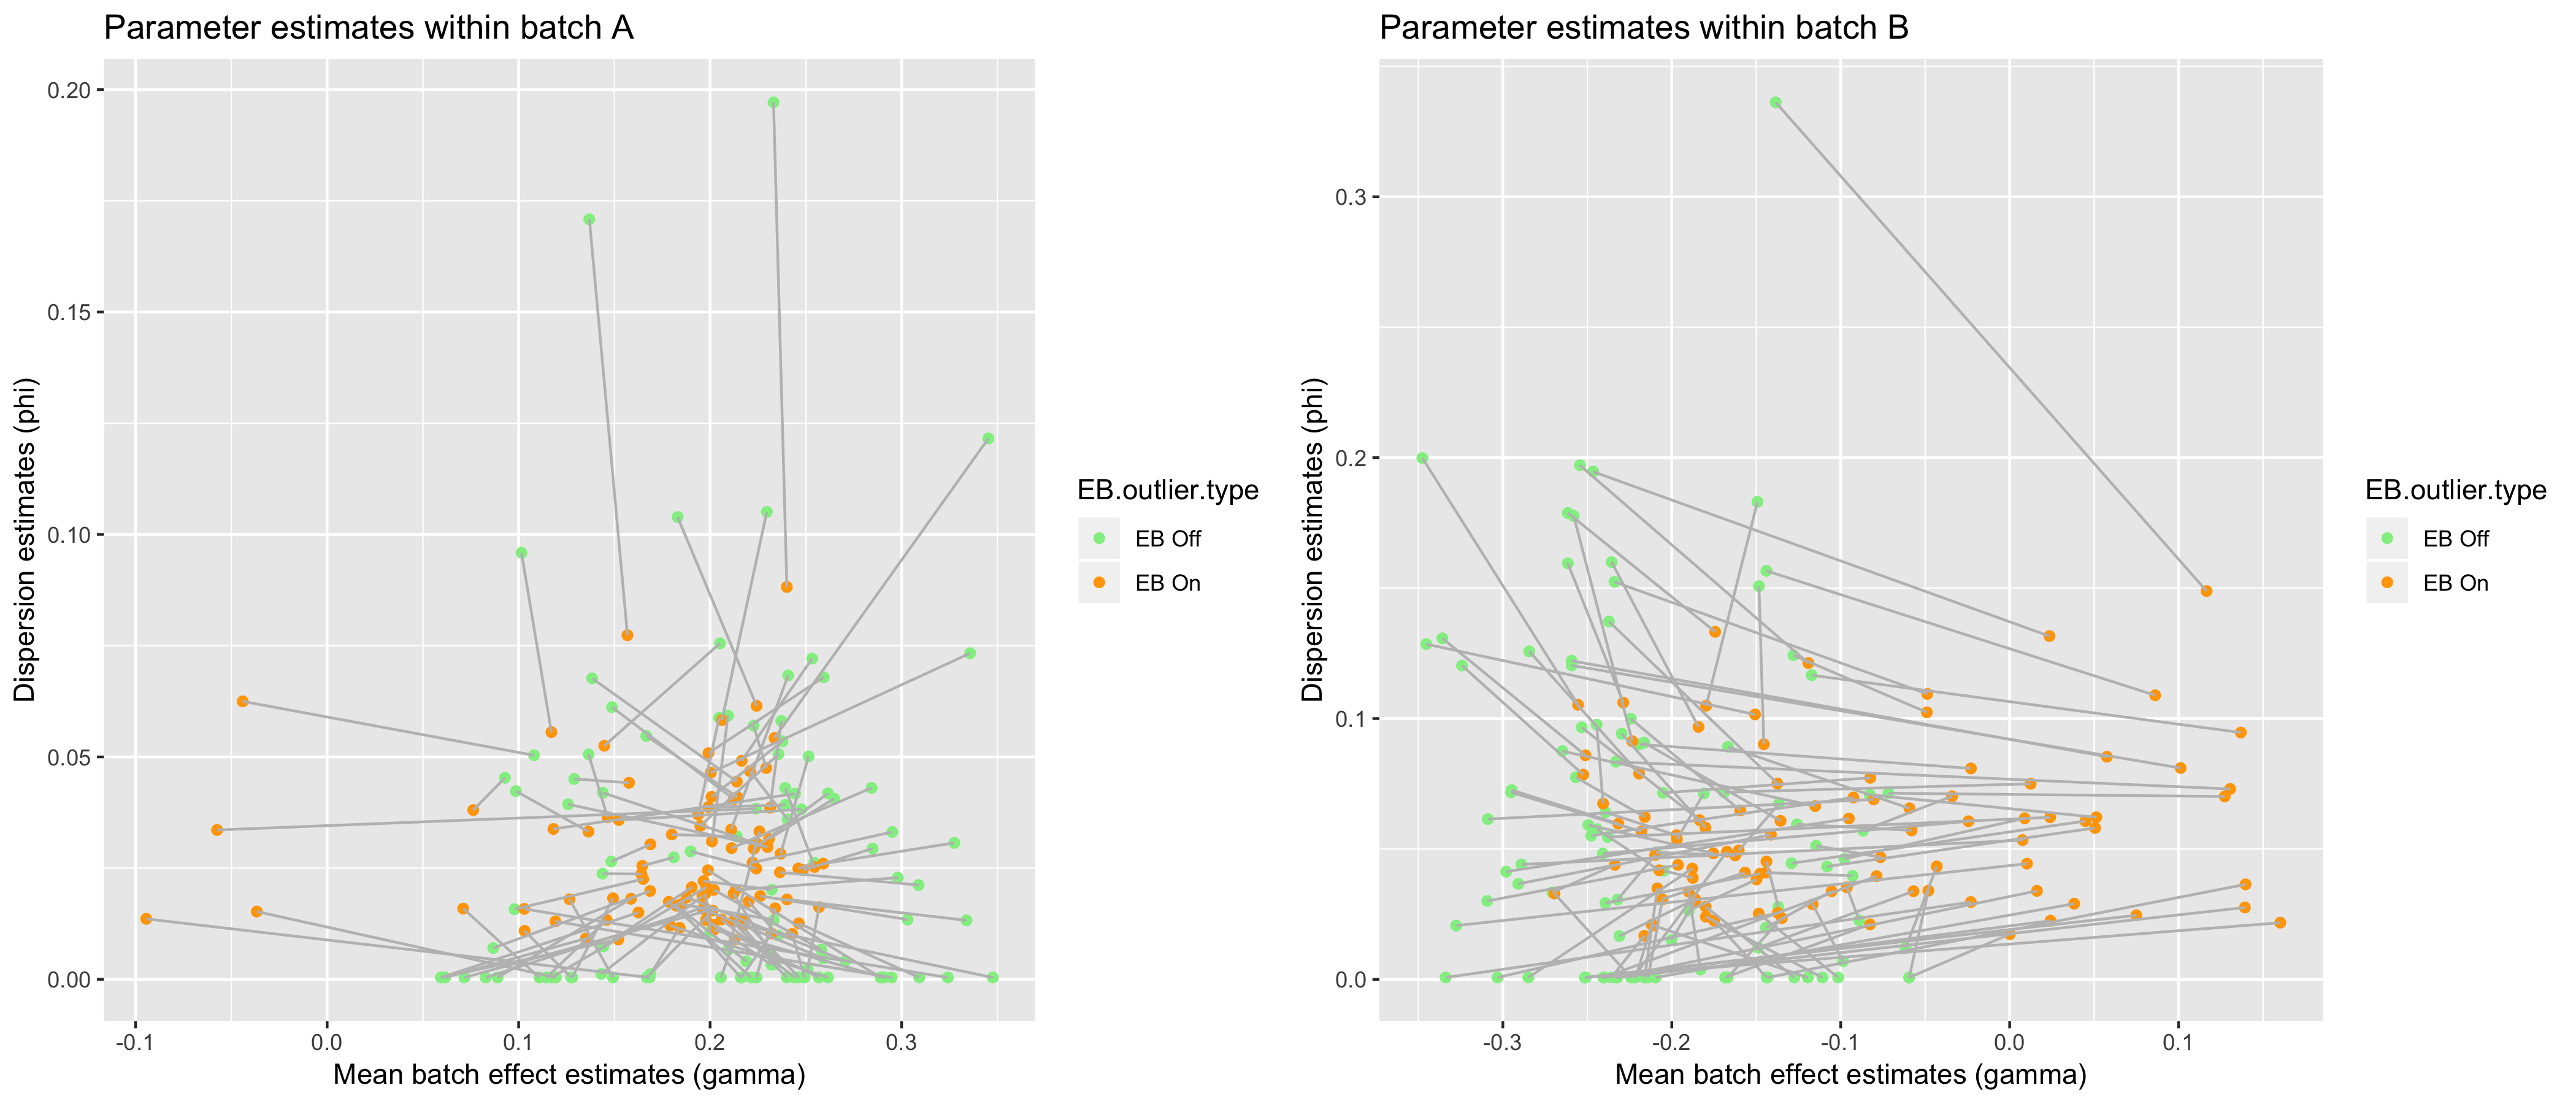 Parameter estimates within batch A
0.20
0.15
0.10
0.05
0.00
-0.1 0.0 0.1 0.2 0.3
Mean batch effect estimates (gamma)
Dispersion estimates (phi)
EB.outlier.type
EB Off
EB On
Parameter estimates within batch B
0.3
0.2
0.1
0.0
-0.3 -0.2 -0.1 0.0 0.1
Mean batch effect estimates (gamma)
Dispersion estimates (phi)
EB.outlier.type
EB Off
EB On